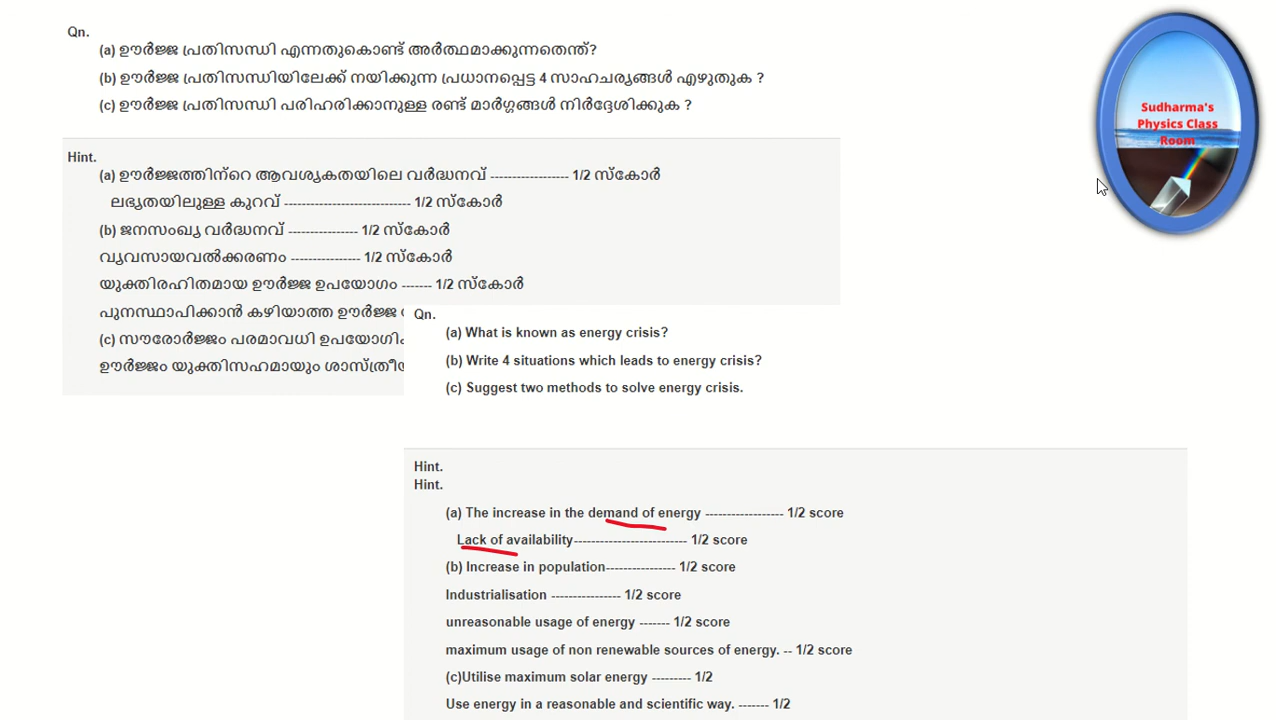 Qn.
(a) ഊർജ്ജ പ്രതിസന്ധി എന്നതുകൊണ്ട് അർത്ഥമാക്കുന്നതെന്ത്?
(b) ഊർജ്ജ പ്രതിസന്ധിയിലേക്ക് നയിക്കുന്ന പ്രധാനപ്പെട്ട 4 സാഹചര്യങ്ങൾ എഴുതുക ?
(c) ഊർജ്ജ പ്രതിസന്ധി പരിഹരിക്കാനുള്ള രണ്ട് മാർഗ്ഗങ്ങൾ നിർദ്ദേശിക്കുക ?
Hint.
(a) ഊർജ്ജത്തിൻറെ ആവശ്യകതയിലെ വർദ്ധനവ് ------------------ 1/2 സ്കോർ
ലഭ്യതയിലുള്ള കുറവ് ----------------------------- 1/2 സ്കോർ
(b) ജനസംഖ്യ വർദ്ധനവ് ---------------- 1/2 സ്കോർ
വ്യവസായവൽക്കരണം ---------------- 1/2 സ്കോർ
യുക്തിരഹിതമായ ഊർജ്ജ ഉപയോഗം ------- 1/2 സ്കോർ
പുനസ്ഥാപിക്കാൻ കഴിയാത്ത ഊർജ്ജ
(c) സൗരോർജ്ജം പരമാവധി
ഊർജ്ജം യുക്തിസഹമായും
Qn.
(a) What is known as energy crisis?
(b) Write 4 situations which leads to energy crisis?
(c) Suggest two methods to solve energy crisis.
Hint.
Hint.
(a) The increase in the demand of energy ------------------ 1/2 score
Lack of availability-------------------------- 1/2 score
(b) Increase in population---------------- 1/2 score
Industrialisation ---------------- 1/2 score
unreasonable usage of energy ------- 1/2 score
maximum usage of non renewable sources of energy. -- 1/2 score
(c)Utilise maximum solar energy --------- 1/2
Use energy in a reasonable and scientific way. ------- 1/2
Sudharma's
Physics Class
Room